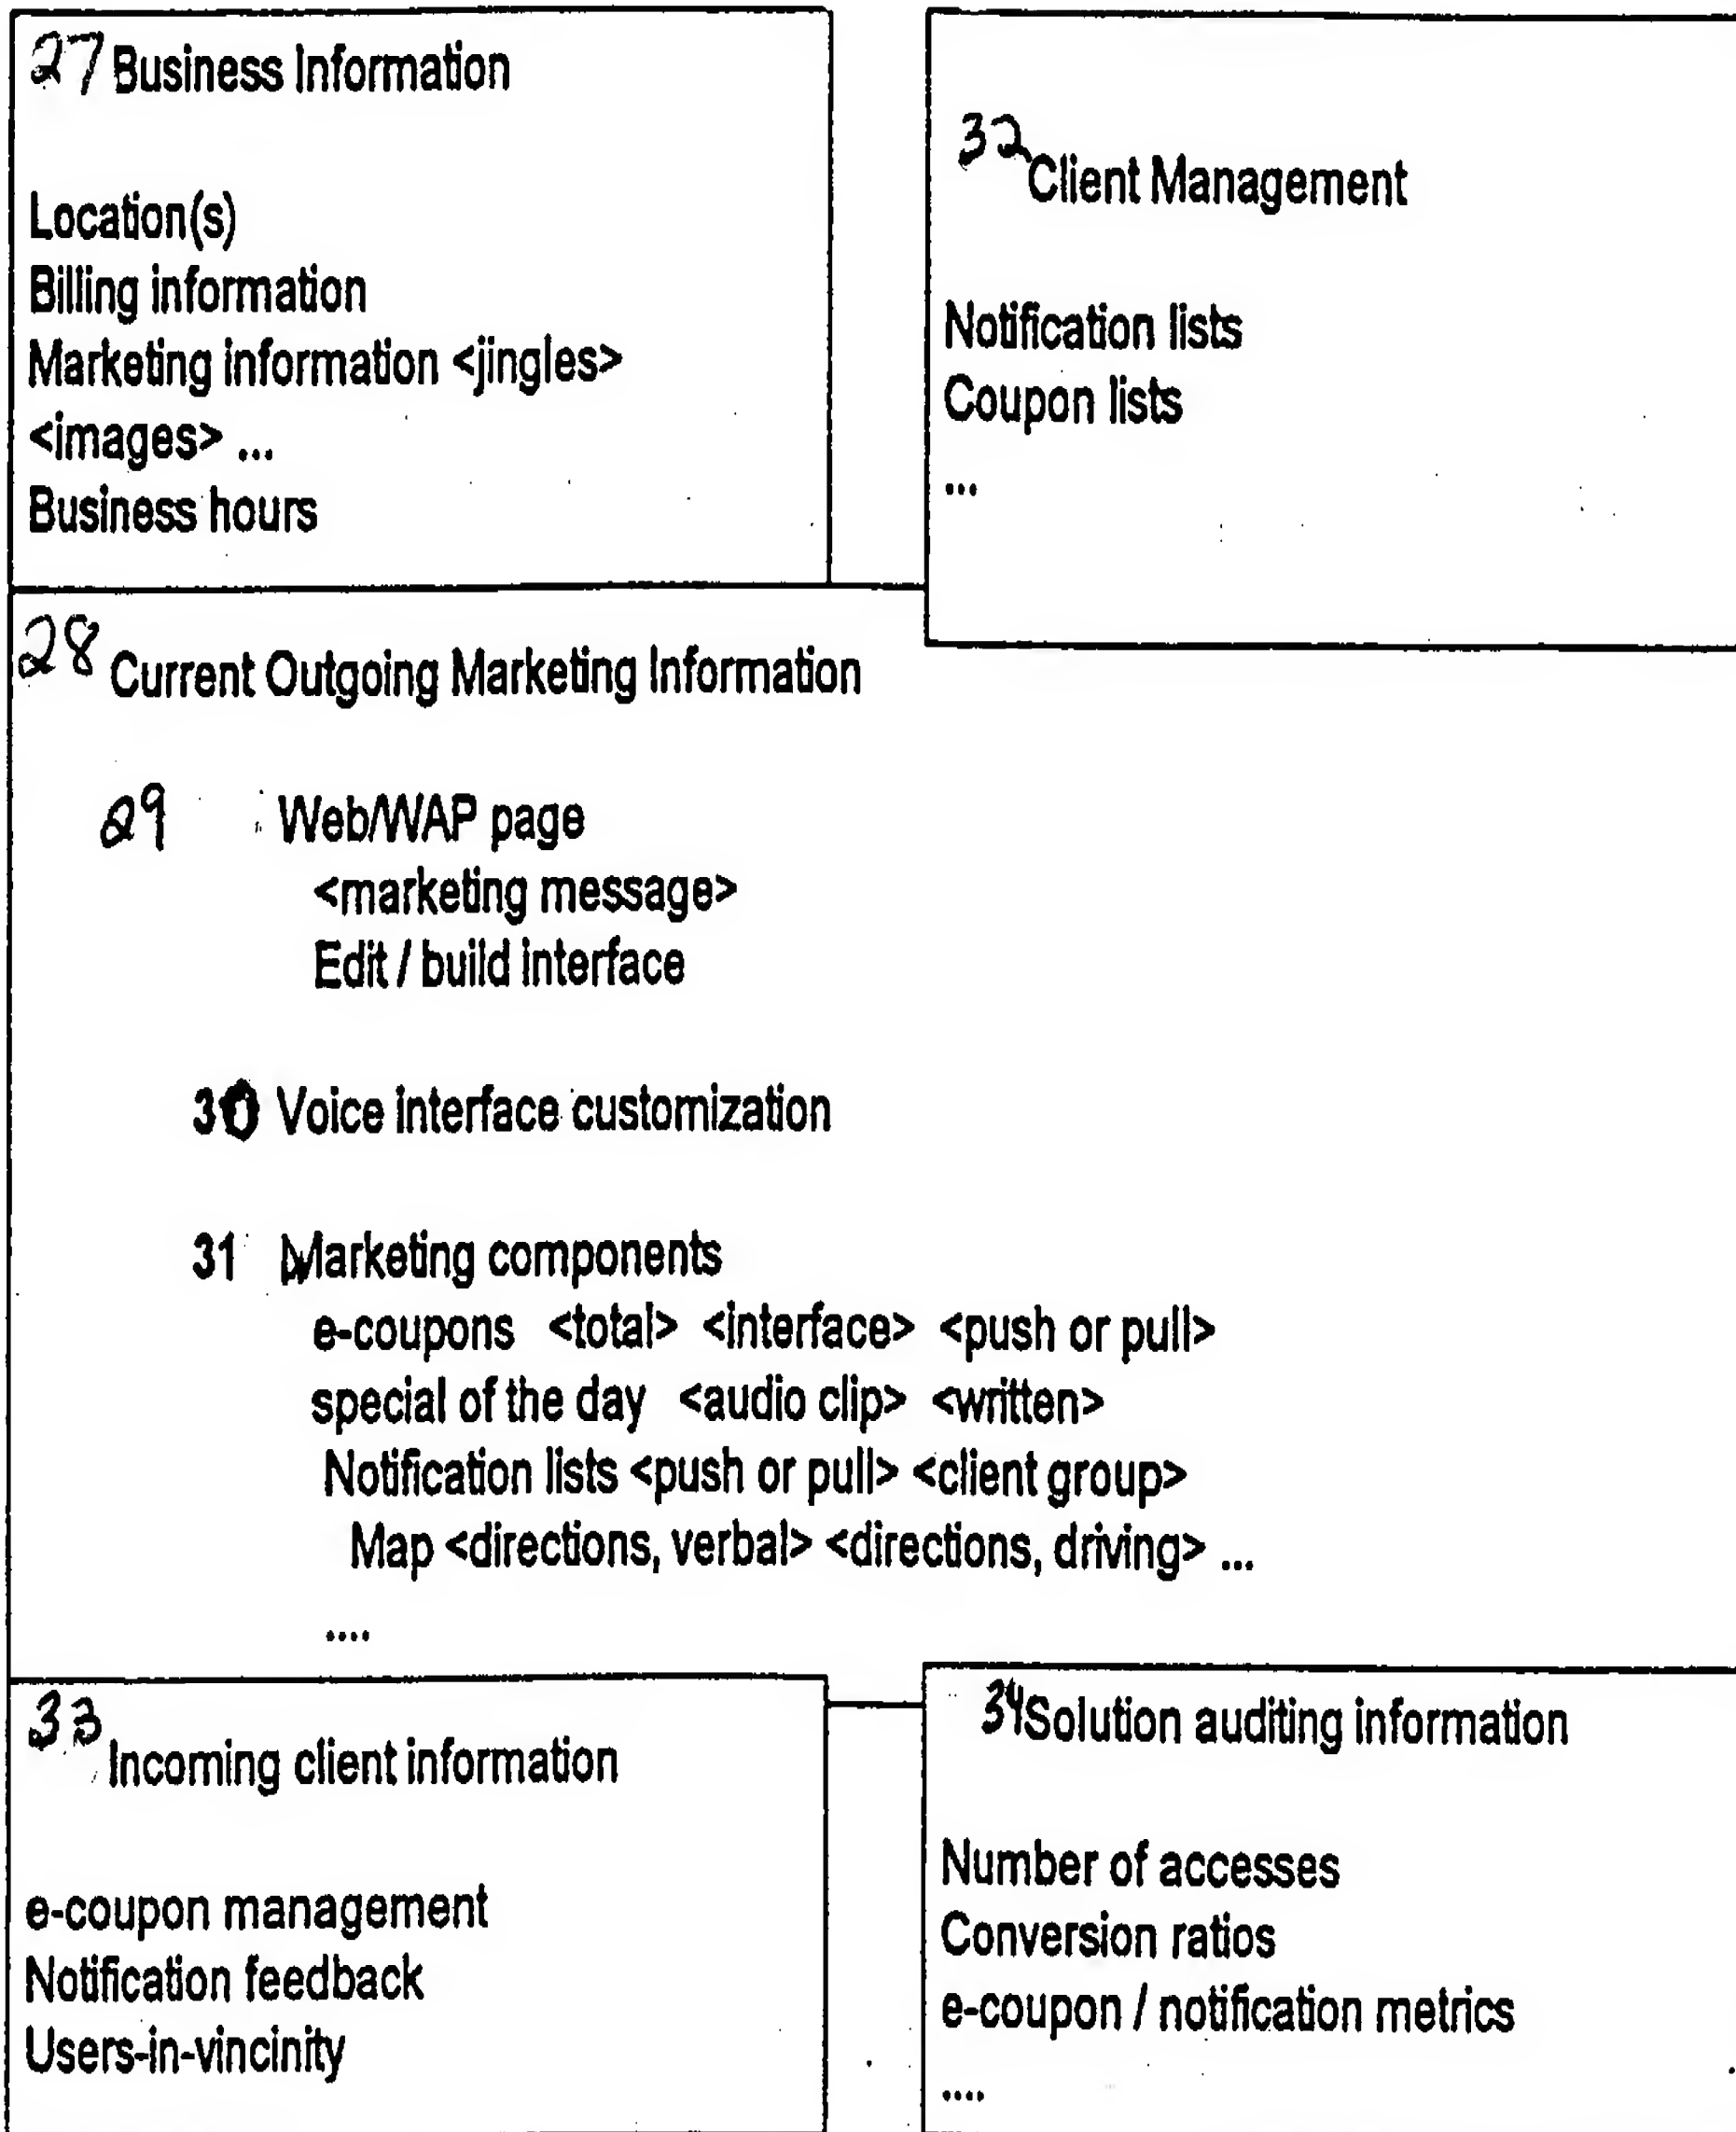 27 Business Information
Location(s)
Billing information
Marketing information <jingles>
<images> ...
Business hours
32 Client Management
Notification lists
Coupon lists
...
28 Current Outgoing Marketing Information
29 Web/WAP page
<marketing message>
Edit / build interface
30 Voice interface customization
31 Marketing components
e-coupons <total> <interface> <push or pull>
special of the day <audio clip> <written>
Notification lists <push or pull> <client group>
Map <directions, verbal> <directions, driving> ...
....
33 Incoming client information
e-coupon management
Notification feedback
Users-in-vincinity
34 Solution auditing information
Number of accesses
Conversion ratios
e-coupon / notification metrics
....